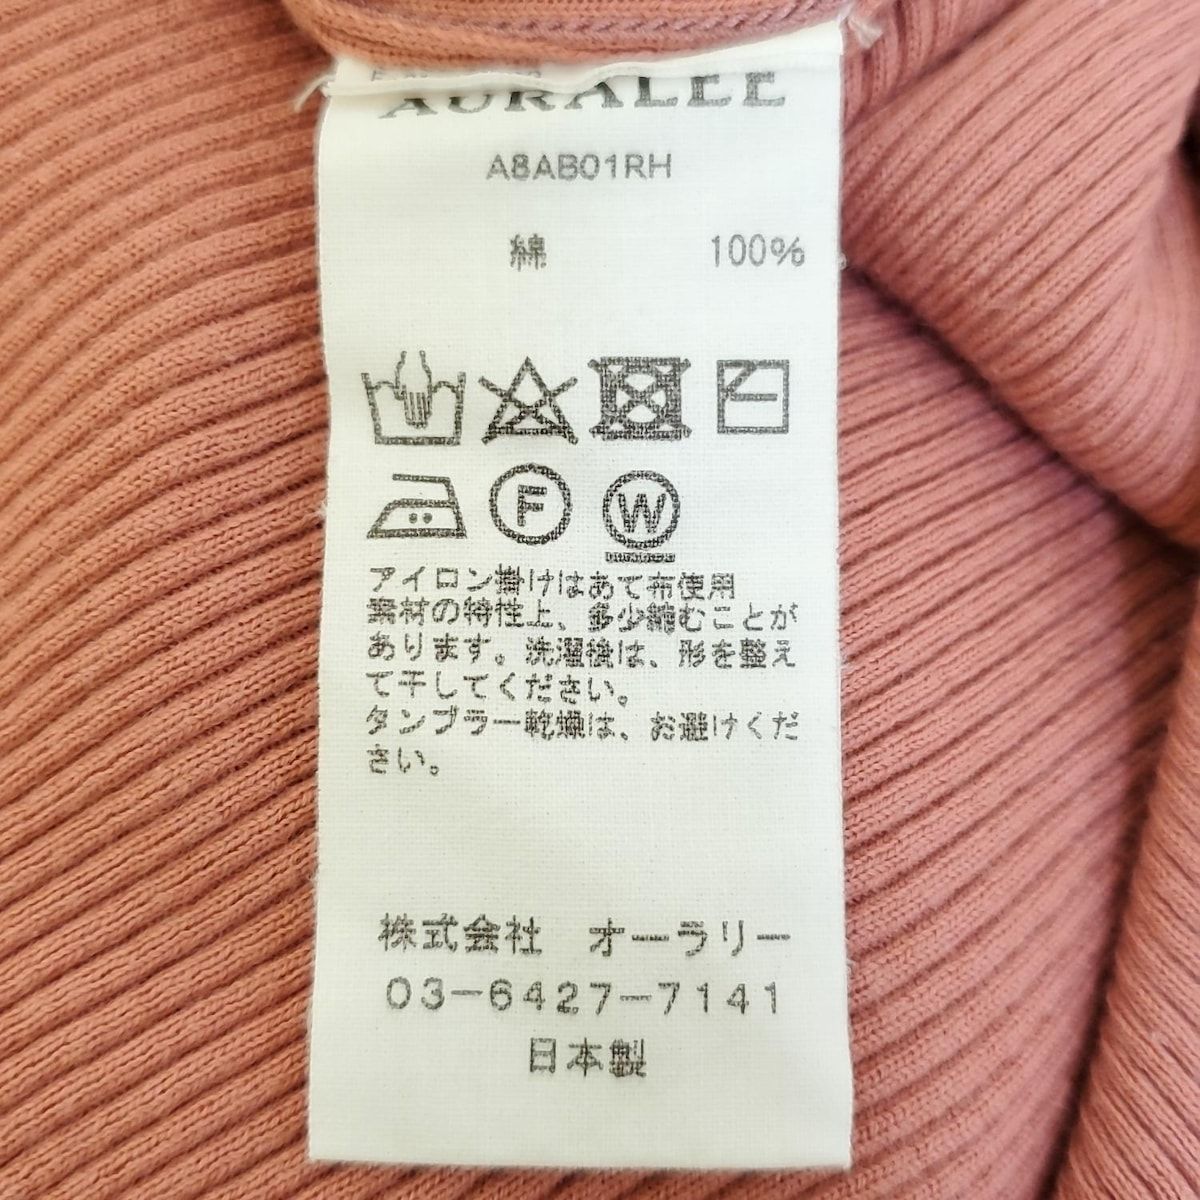 AURALEE
A8AB01RH
綿 100%
F
W
アイロン掛けはあて布使用
素材の特性上、多少縮むことが
あります。洗濯後は、形を整え
て干してください。
タンブラー乾燥は、お避けくだ
さい。
株式会社 オーラリー
03-6427-7141
日本製